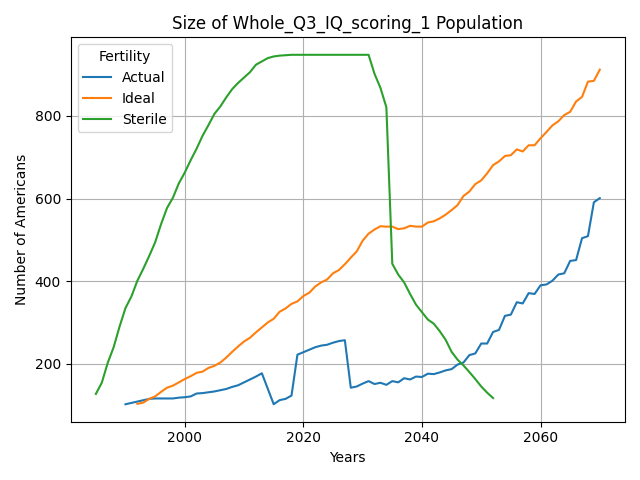 Size of Whole_Q3_IQ_scoring_1 Population
Fertility
Actual
Ideal
Sterile
Number of Americans
800
600
400
200
2000
2020
2040
2060
Years